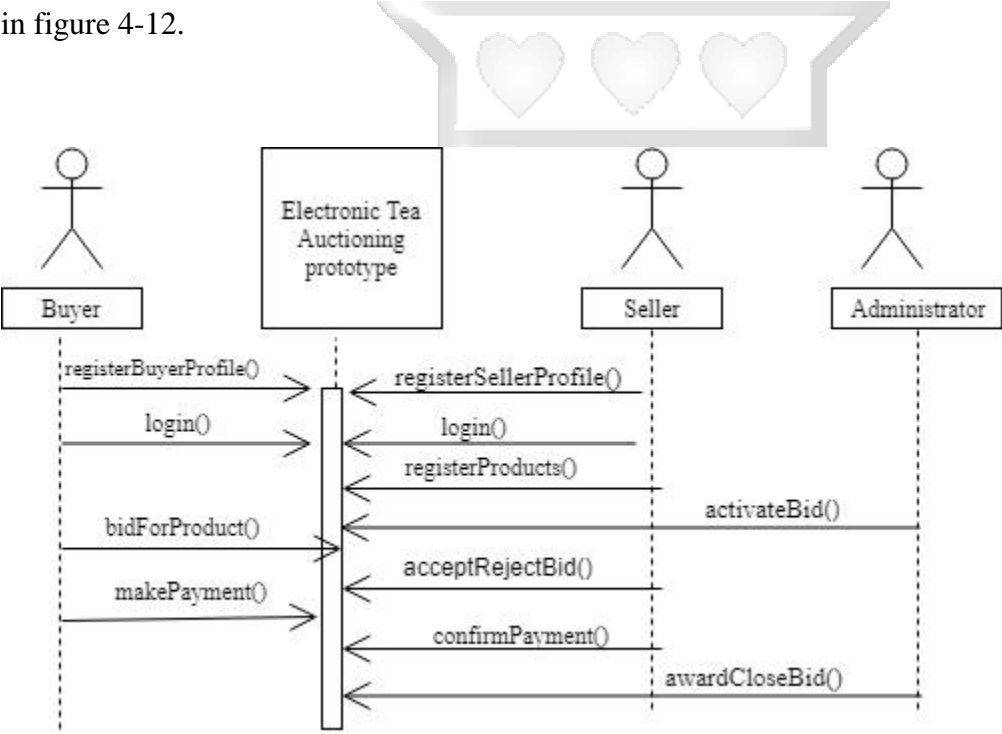 in figure 4-12.
Electronic Tea
Auctioning
prototype
Buyer
Seller
Administrator
registerBuyerProfile()
registerSellerProfile()
login()
login()
registerProducts()
activateBid()
bidForProduct()
acceptRejectBid()
makePayment()
confirmPayment()
awardCloseBid()